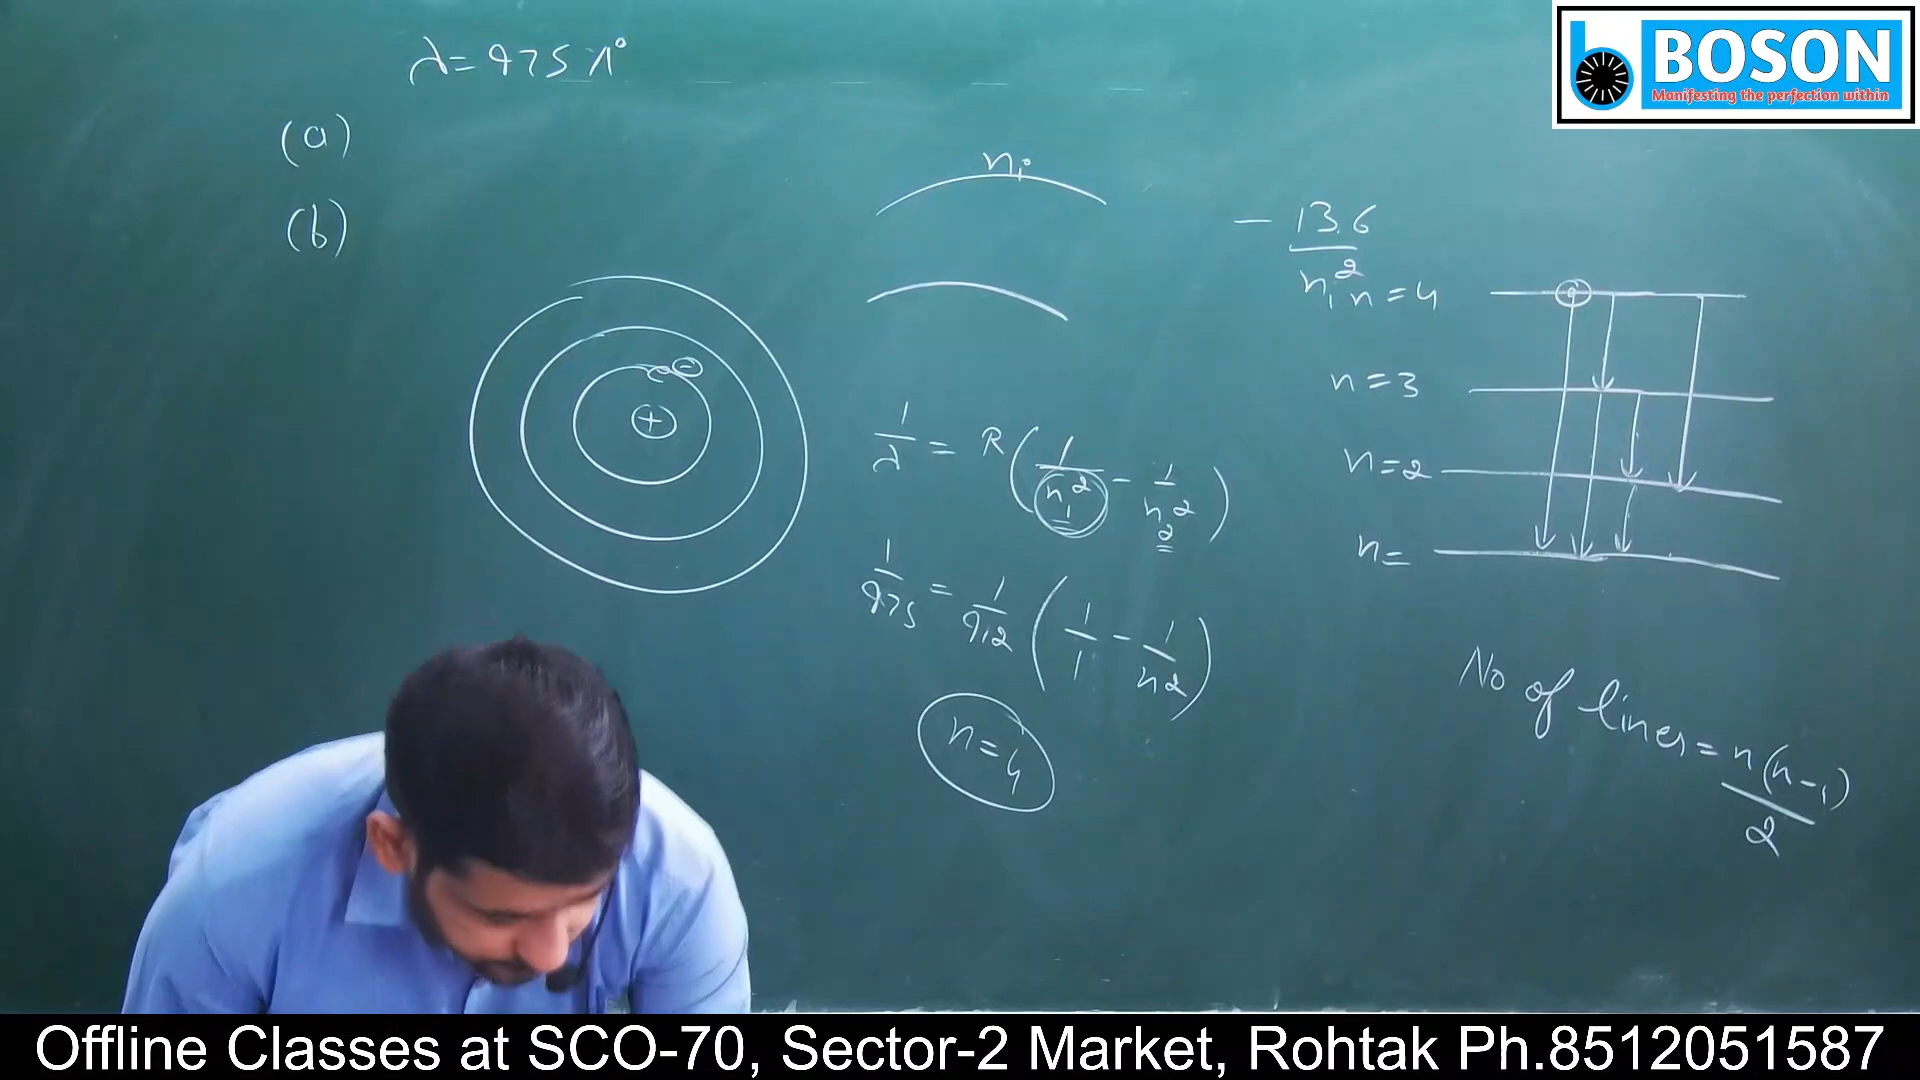 λ = 975 A°
(a)
(b)
nᵢ
- 13.6 / n₁²
n = 4
n = 3
n = 2
n =
+
-
1/λ = R (1/n₁² - 1/n₂²)
1/975 = 1/912 (1/1 - 1/n2)
n = 4
No of lines = n(n-1)/2
BOSON
Manifesting the perfection within
Offline Classes at SCO-70, Sector-2 Market, Rohtak Ph.8512051587